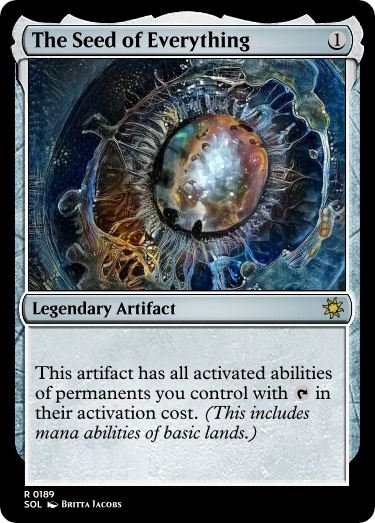 The Seed of Everything 1
Legendary Artifact
This artifact has all activated abilities
of permanents you control with in
their activation cost. (This includes
mana abilities of basic lands.)
R 0189
SOL Britta Jacobs